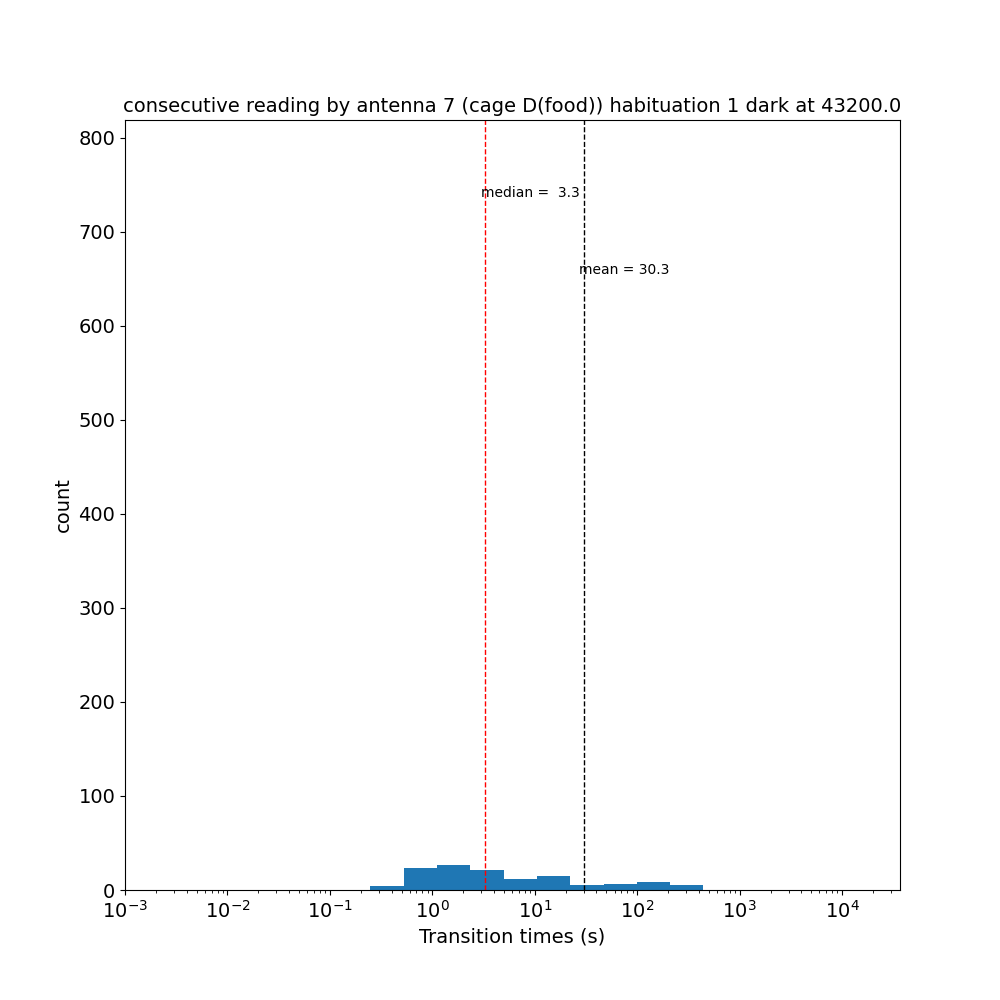 consecutive reading by antenna 7 (cage D(food)) habituation 1 dark at 43200.0
800
median =  3.3
700
mean = 30.3
600
500
count
400
300
200
100
0
10⁻³ 10⁻² 10⁻¹ 10⁰ 10¹ 10² 10³ 10⁴
Transition times (s)